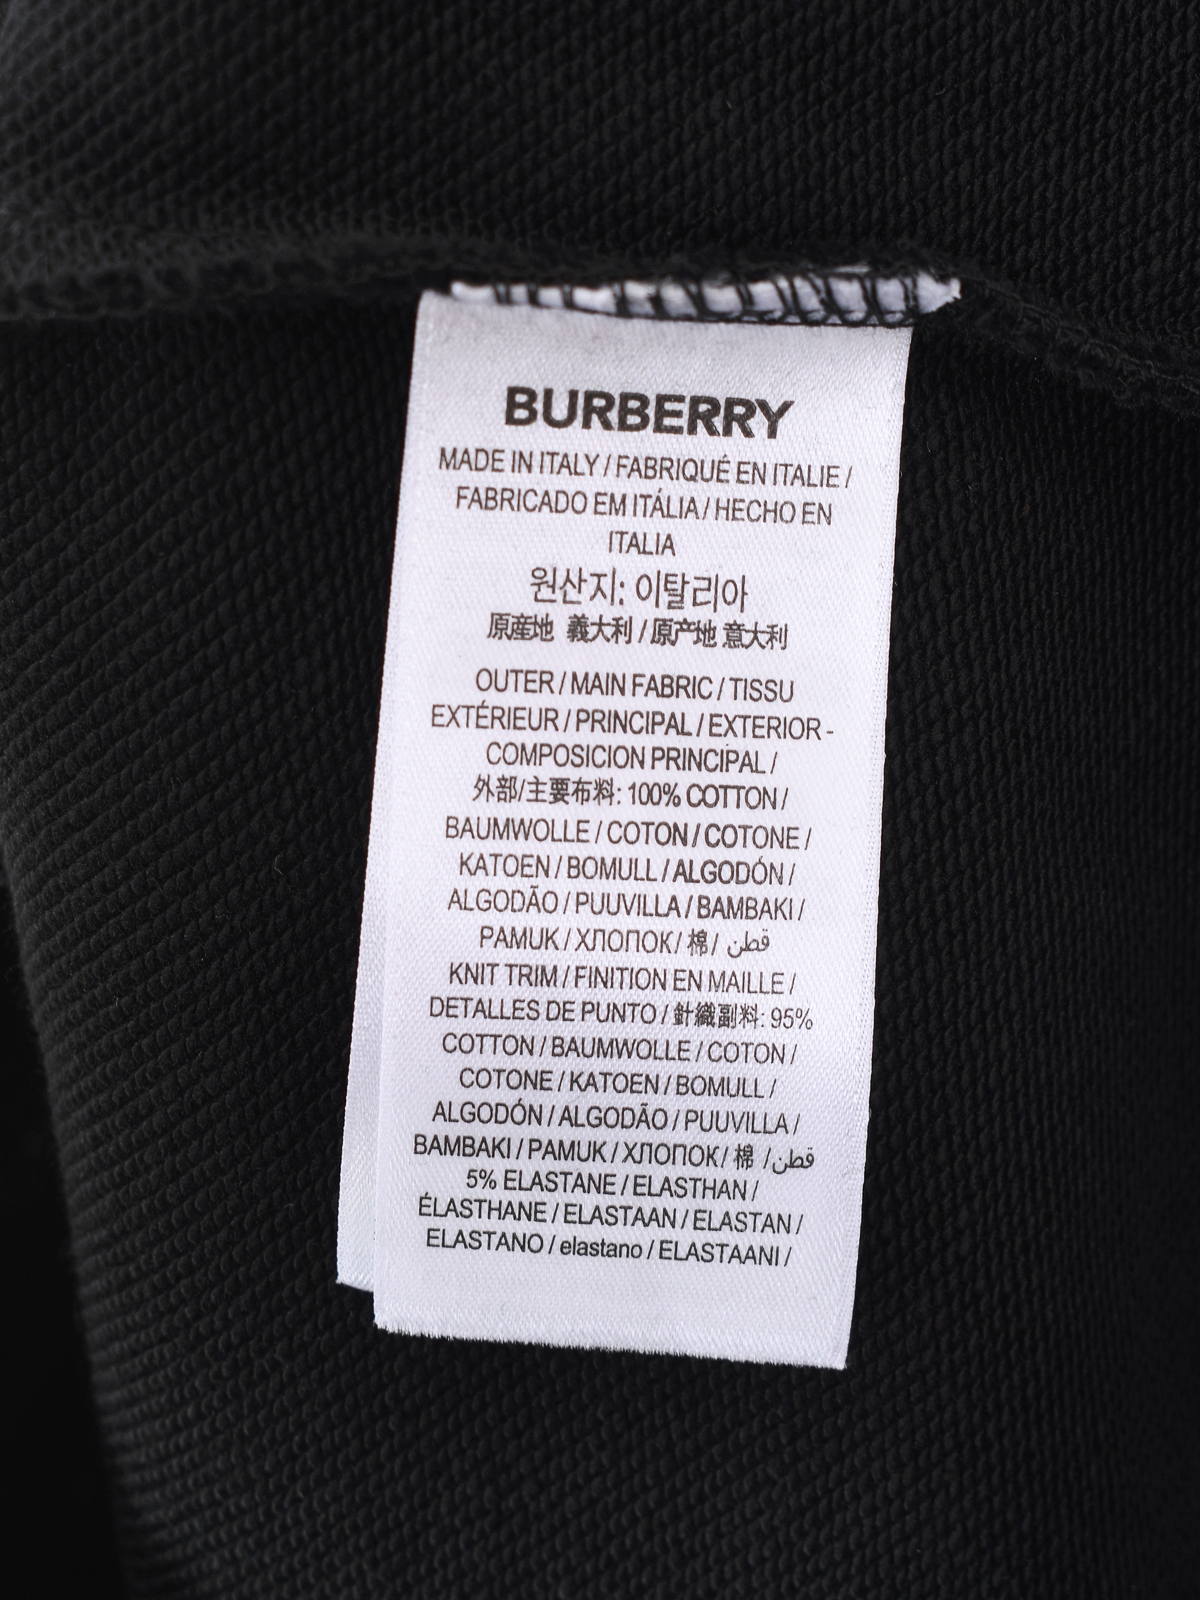 BURBERRY
MADE IN ITALY / FABRIQUÉ EN ITALIE /
FABRICADO EM ITÁLIA / HECHO EN
ITALIA
원산지: 이탈리아
原産地 義大利 / 原产地 意大利
OUTER / MAIN FABRIC / TISSU
EXTÉRIEUR / PRINCIPAL / EXTERIOR -
COMPOSICION PRINCIPAL /
外部/主要布料: 100% COTTON /
BAUMWOLLE / COTON / COTONE /
KATOEN / BOMULL / ALGODÓN /
ALGODÃO / PUUVILLA / BAMBAKI /
PAMUK / ХЛОПОК / 棉 / قطن
KNIT TRIM / FINITION EN MAILLE /
DETALLES DE PUNTO / 針織副料: 95%
COTTON / BAUMWOLLE / COTON /
COTONE / KATOEN / BOMULL /
ALGODÓN / ALGODÃO / PUUVILLA /
BAMBAKI / PAMUK / ХЛОПОК / 棉 / قطن
5% ELASTANE / ELASTHAN /
ÉLASTHANE / ELASTAAN / ELASTAN /
ELASTANO / elastano / ELASTAANI /